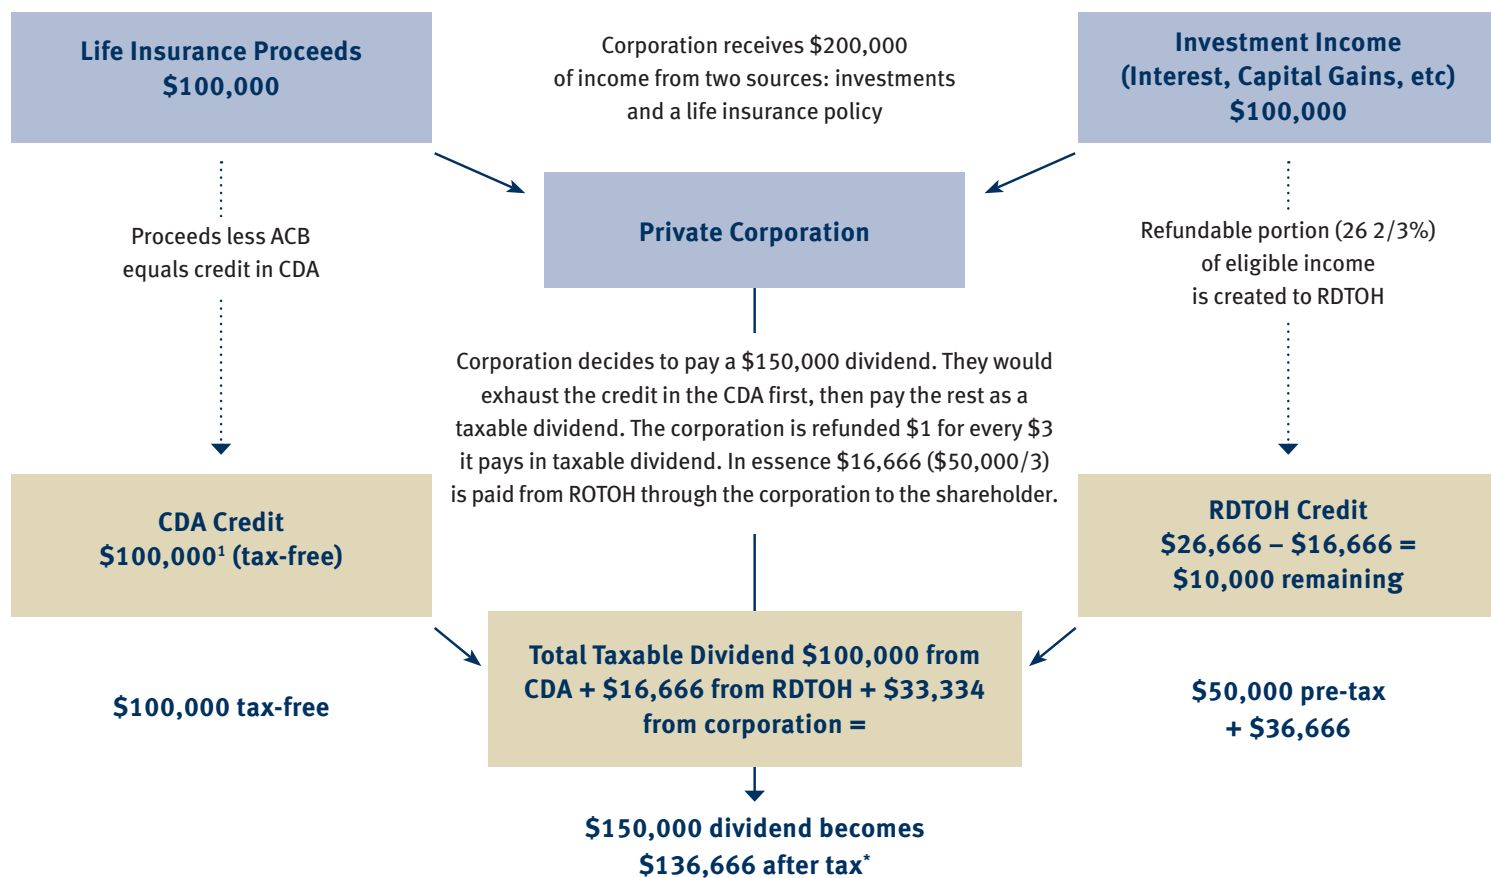 Life Insurance Proceeds
$100,000
Corporation receives $200,000
of income from two sources: investments
and a life insurance policy
Investment Income
(Interest, Capital Gains, etc)
$100,000
Private Corporation
Proceeds less ACB
equals credit in CDA
Refundable portion (26 2/3%)
of eligible income
is created to RDTOH
Corporation decides to pay a $150,000 dividend. They would
exhaust the credit in the CDA first, then pay the rest as a
taxable dividend. The corporation is refunded $1 for every $3
it pays in taxable dividend. In essence $16,666 ($50,000/3)
is paid from ROTOH through the corporation to the shareholder.
CDA Credit
$100,000¹ (tax-free)
RDTOH Credit
$26,666 – $16,666 =
$10,000 remaining
Total Taxable Dividend $100,000 from
CDA + $16,666 from RDTOH + $33,334
from corporation =
$100,000 tax-free
$50,000 pre-tax
+ $36,666
$150,000 dividend becomes
$136,666 after tax*